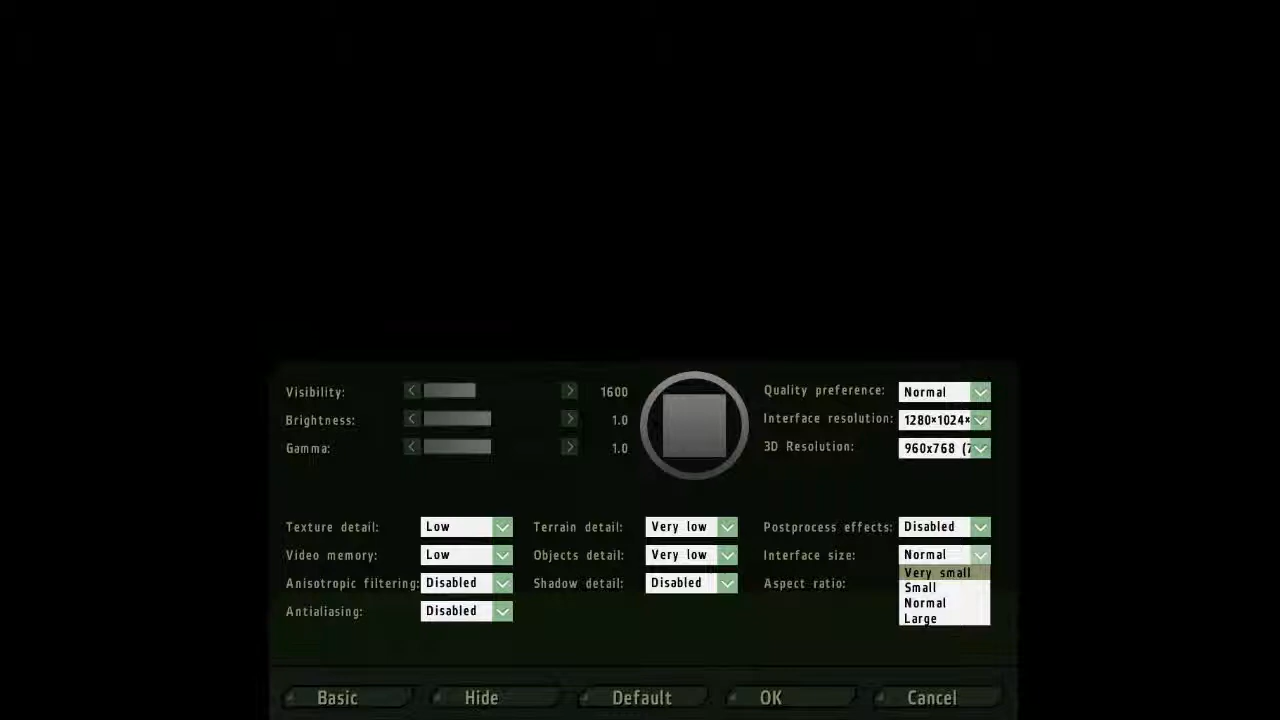 Visibility: 1600 Quality preference: Normal
Brightness: 1.0 Interface resolution: 1280×1024×
Gamma: 1.0 3D Resolution: 960x768 (7
Texture detail: Low Terrain detail: Very low Postprocess effects: Disabled
Video memory: Low Objects detail: Very low Interface size: Normal
Anisotropic filtering: Disabled Shadow detail: Disabled Aspect ratio:
Very small
Small
Normal
Large
Antialiasing: Disabled
Basic Hide Default OK Cancel